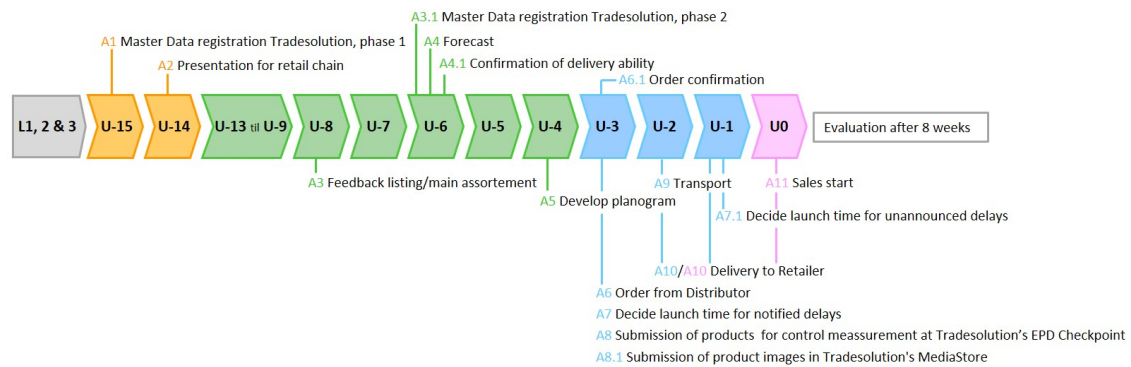 A3.1 Master Data registration Tradesolution, phase 2
A1 Master Data registration Tradesolution, phase 1
A4 Forecast
A2 Presentation for retail chain
A4.1 Confirmation of delivery ability
A6.1 Order confirmation
L1, 2 & 3
U-15
U-14
U-13 til U-9
U-8
U-7
U-6
U-5
U-4
U-3
U-2
U-1
U0
Evaluation after 8 weeks
A3 Feedback listing/main assortement
A9 Transport
A11 Sales start
A5 Develop planogram
A7.1 Decide launch time for unannounced delays
A10/A10 Delivery to Retailer
A6 Order from Distributor
A7 Decide launch time for notified delays
A8 Submission of products for control meassurement at Tradesolution's EPD Checkpoint
A8.1 Submission of product images in Tradesolution's MediaStore